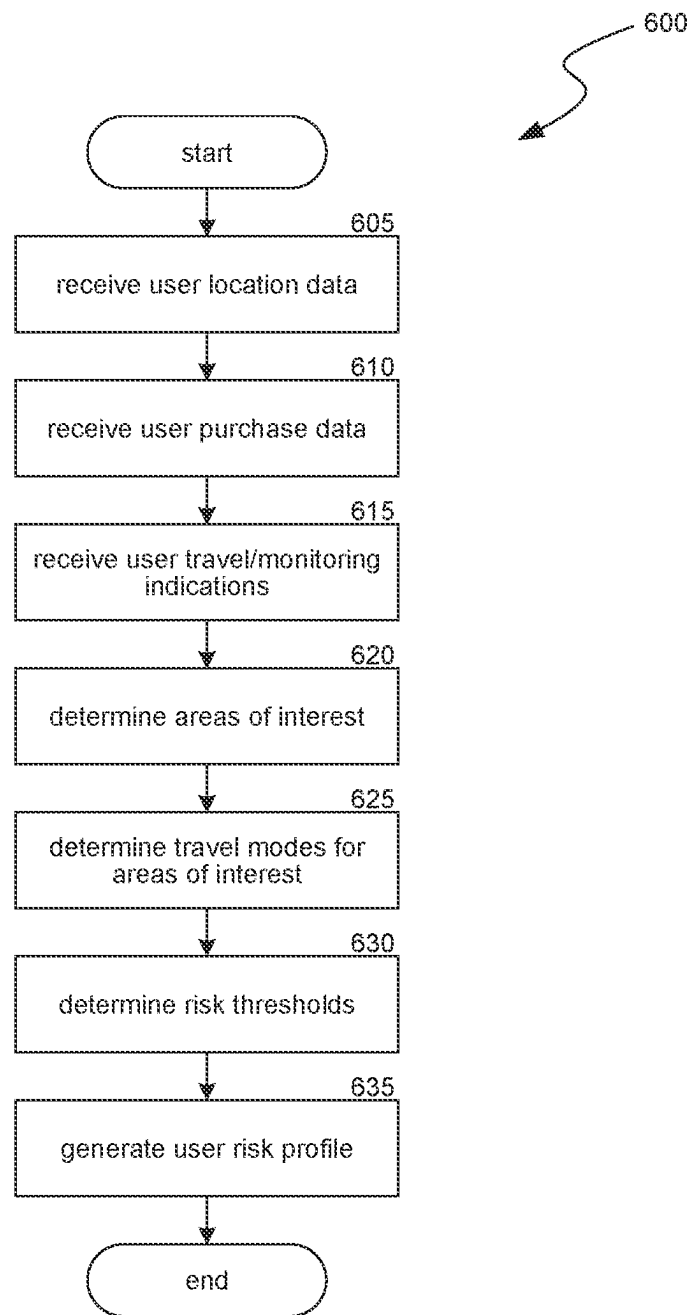 600
start
605
receive user location data
610
receive user purchase data
615
receive user travel/monitoring
indications
620
determine areas of interest
625
determine travel modes for
areas of interest
630
determine risk thresholds
635
generate user risk profile
end